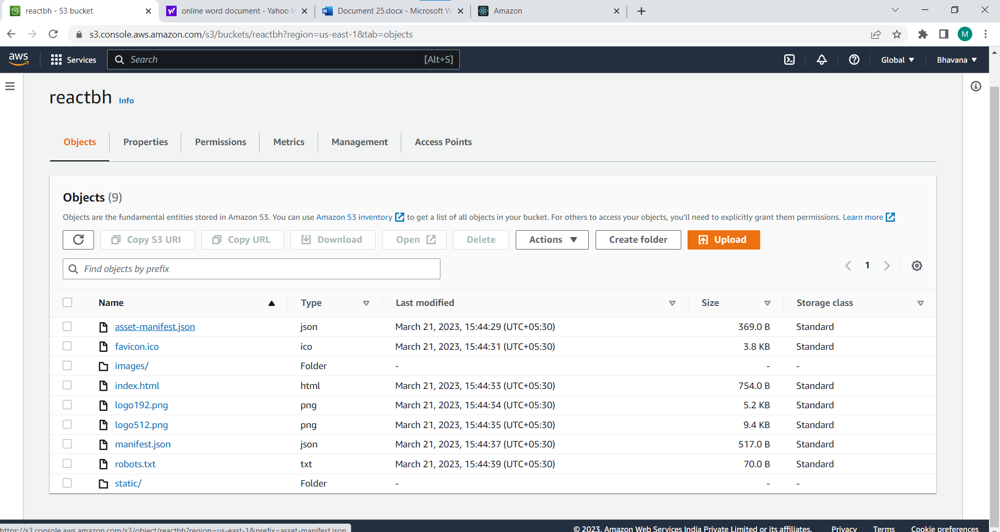 reactbh - S3 bucket
online word document - Yahoo
Document 25.docx - Microsoft W
Amazon
s3.console.aws.amazon.com/s3/buckets/reactbh?region=us-east-1&tab=objects
M
aws
Services
Search
[Alt+S]
Global
Bhavana
reactbh Info
Objects
Properties
Permissions
Metrics
Management
Access Points
Objects (9)
Objects are the fundamental entities stored in Amazon S3. You can use Amazon S3 inventory to get a list of all objects in your bucket. For others to access your objects, you'll need to explicitly grant them permissions. Learn more
Copy S3 URI
Copy URL
Download
Open
Delete
Actions
Create folder
Upload
Find objects by prefix
1
Name Type Last modified Size Storage class
asset-manifest.json json March 21, 2023, 15:44:29 (UTC+05:30) 369.0 B Standard
favicon.ico ico March 21, 2023, 15:44:31 (UTC+05:30) 3.8 KB Standard
images/ Folder - - -
index.html html March 21, 2023, 15:44:33 (UTC+05:30) 754.0 B Standard
logo192.png png March 21, 2023, 15:44:34 (UTC+05:30) 5.2 KB Standard
logo512.png png March 21, 2023, 15:44:35 (UTC+05:30) 9.4 KB Standard
manifest.json json March 21, 2023, 15:44:37 (UTC+05:30) 517.0 B Standard
robots.txt txt March 21, 2023, 15:44:39 (UTC+05:30) 70.0 B Standard
static/ Folder - - -
https://s3.console.aws.amazon.com/s3/object/reactbh?region=us-east-1&prefix=asset-manifest.json
© 2023, Amazon Web Services India Private Limited or its affiliates.
Privacy
Terms
Cookie preferences